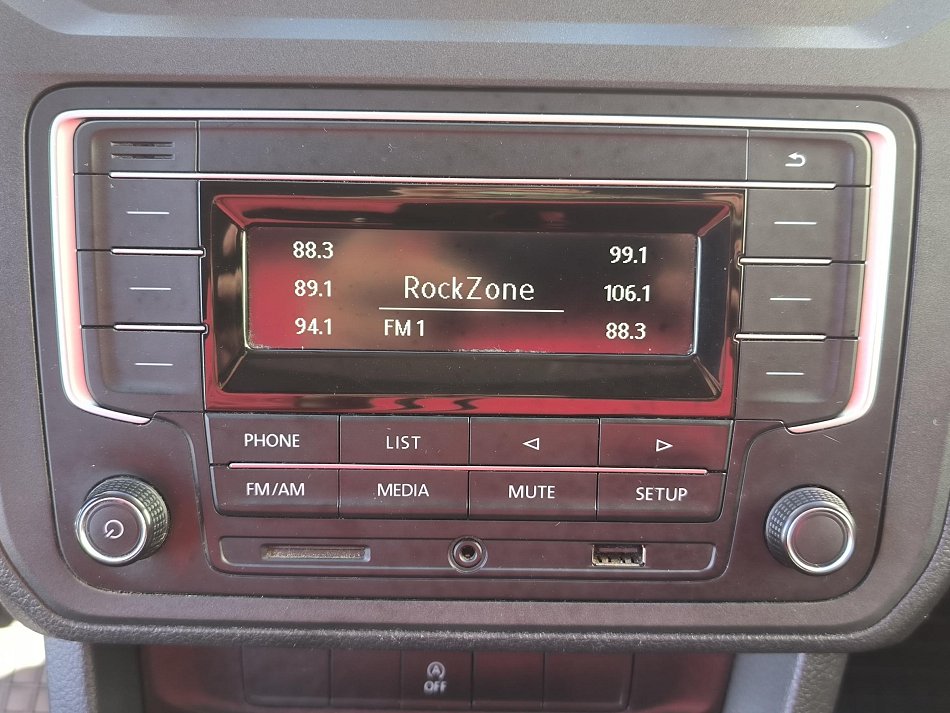 88.3
89.1
94.1
RockZone
FM 1
99.1
106.1
88.3
PHONE
LIST
FM/AM
MEDIA
MUTE
SETUP
A
OFF